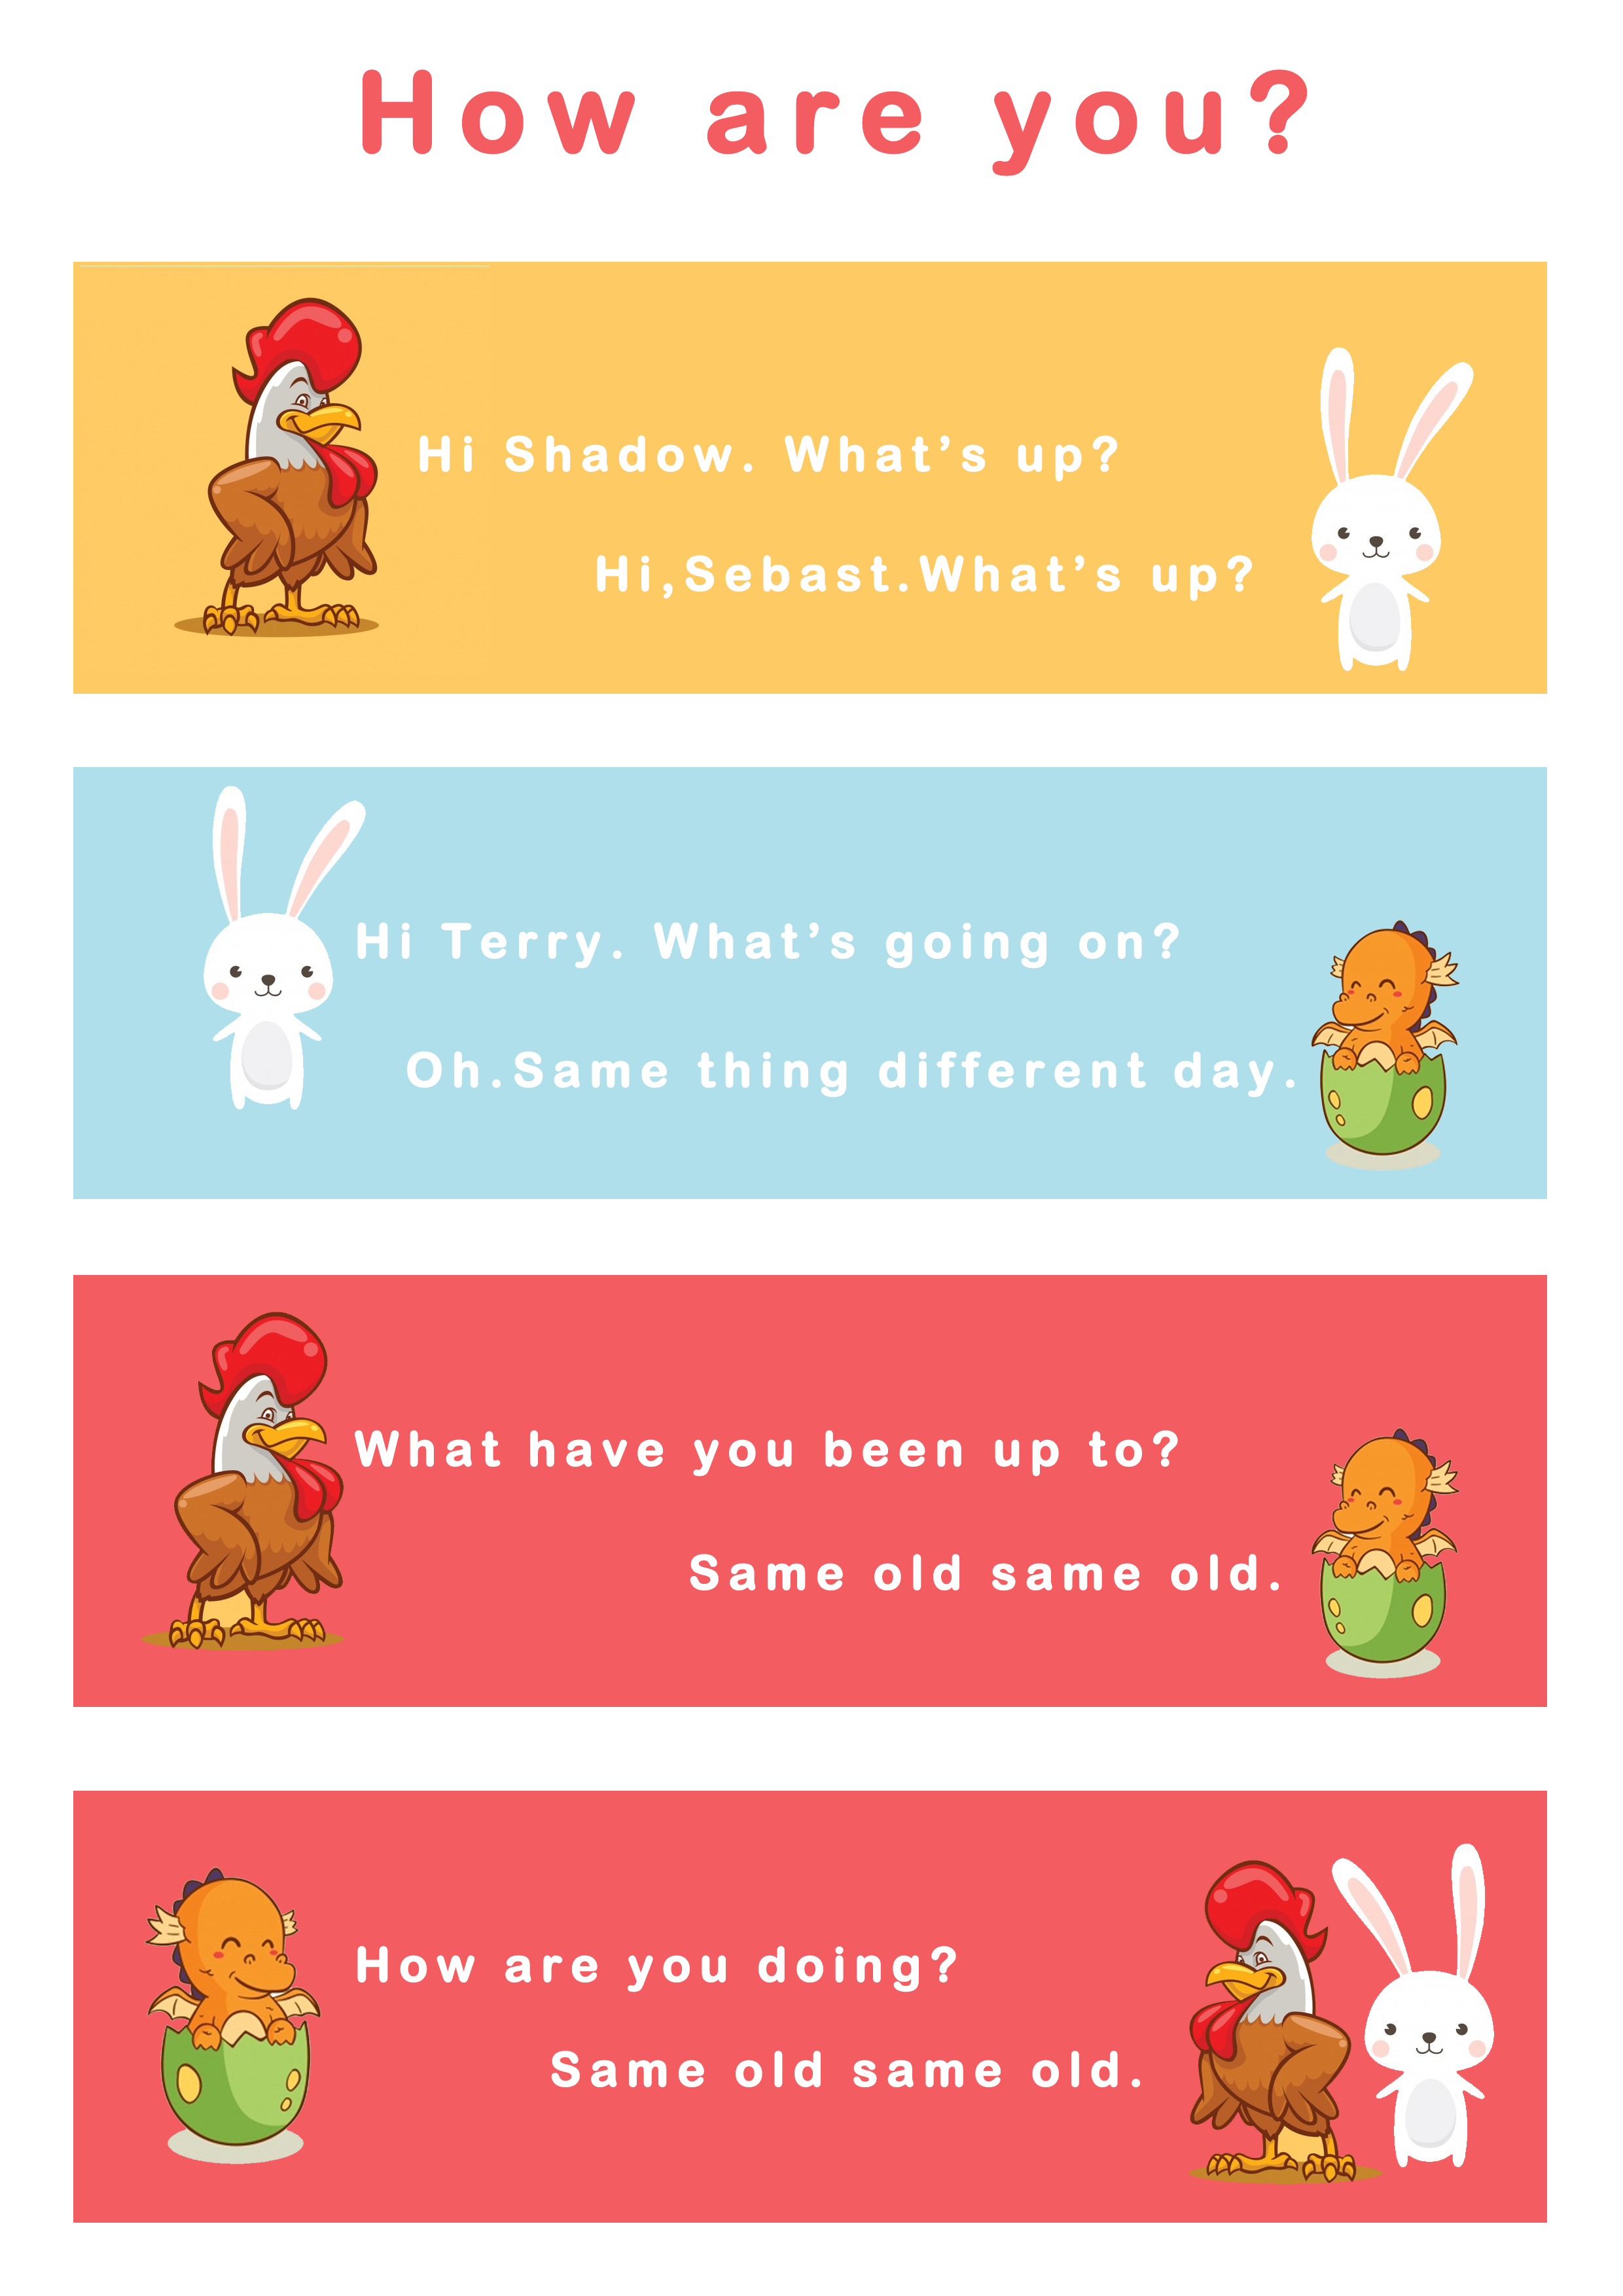 How are you?
Hi Shadow. What's up?
Hi,Sebast.What's up?
Hi Terry. What's going on?
Oh.Same thing different day.
What have you been up to?
Same old same old.
How are you doing?
Same old same old.